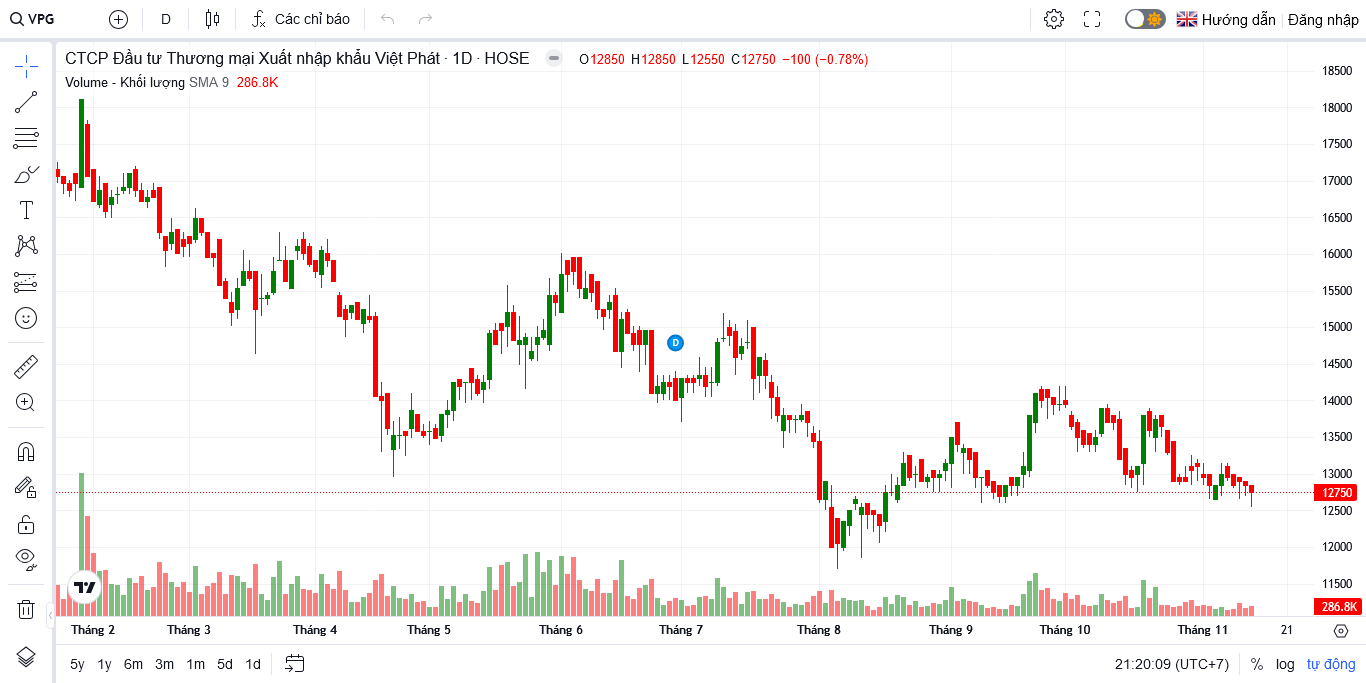 VPG D Các chỉ báo Hướng dẫn Đăng nhập
CTCP Đầu tư Thương mại Xuất nhập khẩu Việt Phát · 1D · HOSE O12850 H12850 L12550 C12750 −100 (−0.78%)
Volume - Khối lượng SMA 9 286.8K
18500
18000
17500
17000
16500
16000
15500
15000
14500
14000
13500
13000
12750
12500
12000
11500
286.8K
D
Tháng 2 Tháng 3 Tháng 4 Tháng 5 Tháng 6 Tháng 7 Tháng 8 Tháng 9 Tháng 10 Tháng 11 21
5y 1y 6m 3m 1m 5d 1d 21:20:09 (UTC+7) % log tự động